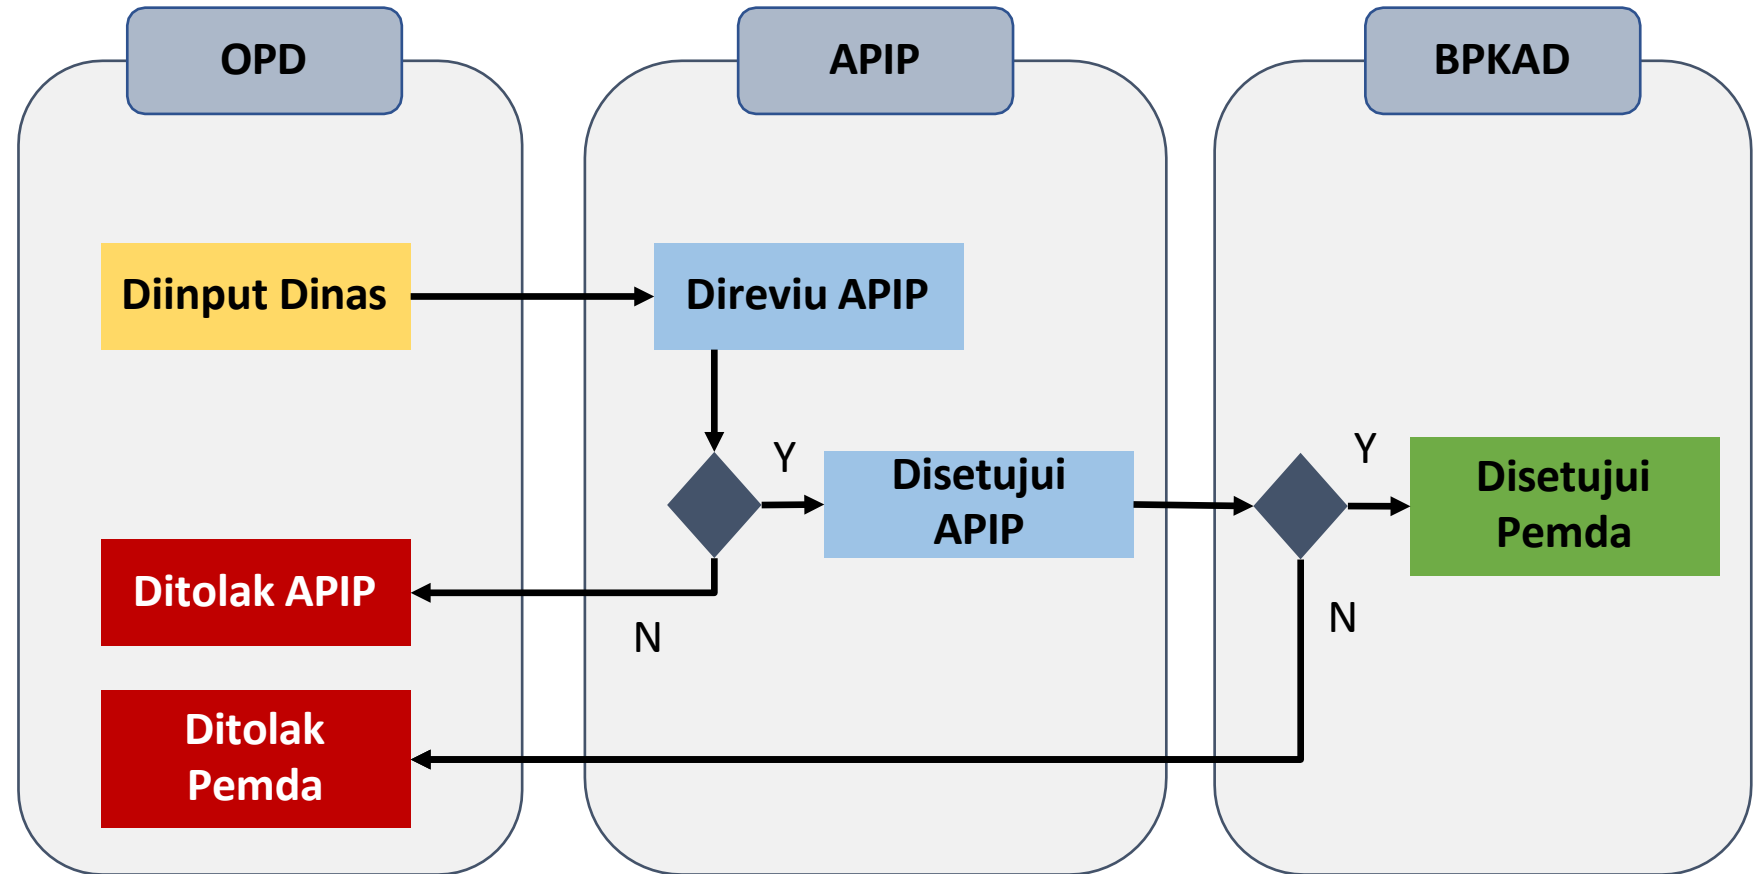 OPD
APIP
BPKAD
Diinput Dinas
Direviu APIP
Y
Disetujui
APIP
Y
Disetujui
Pemda
Ditolak APIP
N
N
Ditolak
Pemda